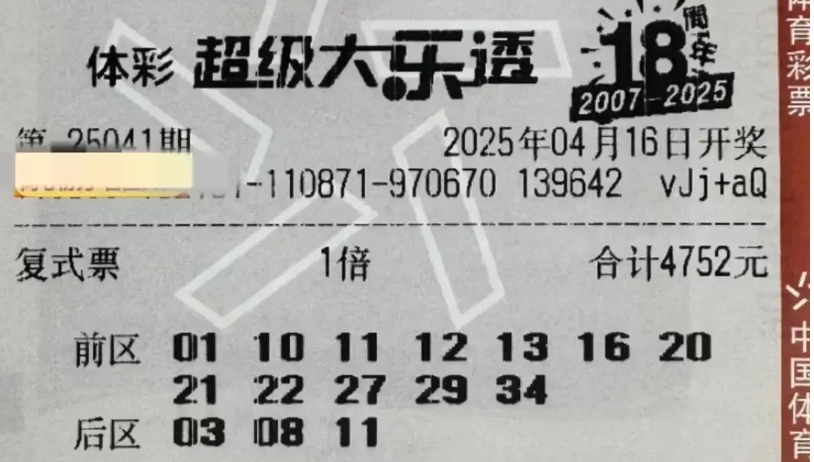 体彩 超级大乐透
18周年
2007-2025
第 25041期 2025年04月16日开奖
-110871-970670 139642 vJj+aQ
复式票 1倍 合计4752元
前区 01 10 11 12 13 16 20
21 22 27 29 34
后区 03 08 11
体育彩票
中国体育